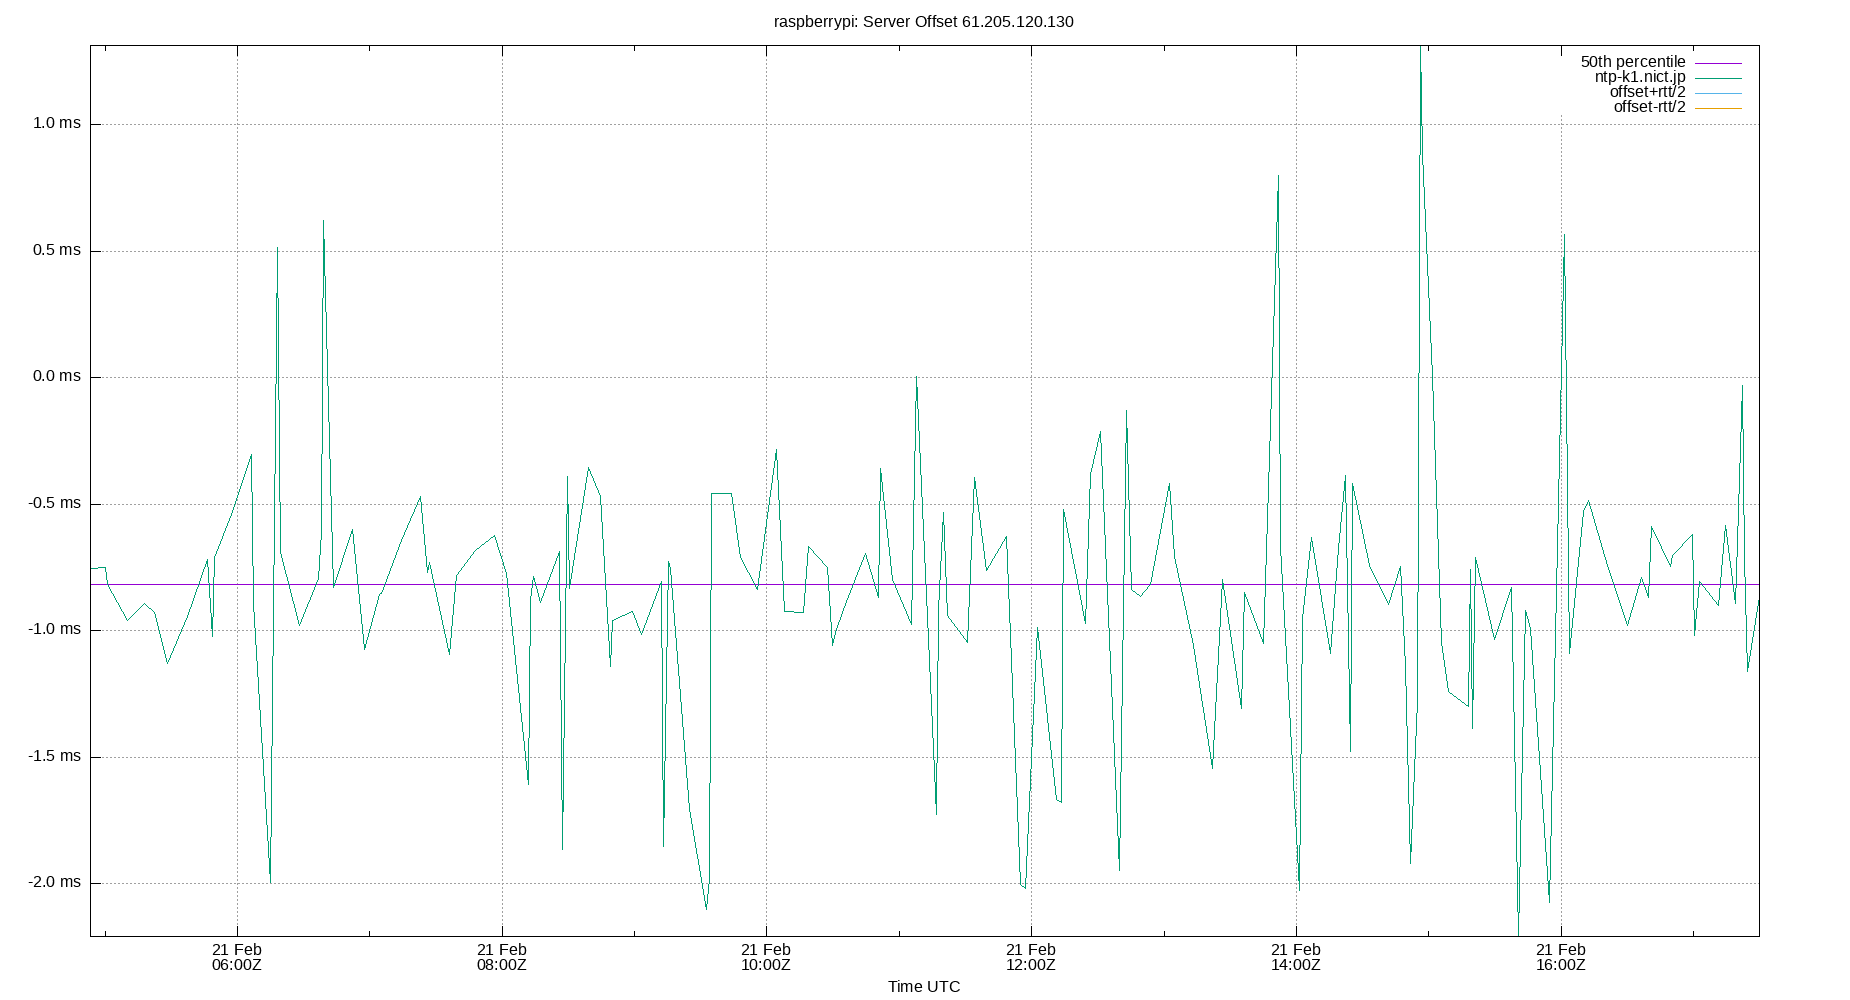 raspberrypi: Server Offset 61.205.120.130
50th percentile
ntp-k1.nict.jp
offset+rtt/2
offset-rtt/2
1.0 ms
0.5 ms
0.0 ms
-0.5 ms
-1.0 ms
-1.5 ms
-2.0 ms
21 Feb 21 Feb 21 Feb 21 Feb 21 Feb 21 Feb
06:00Z 08:00Z 10:00Z 12:00Z 14:00Z 16:00Z
Time UTC